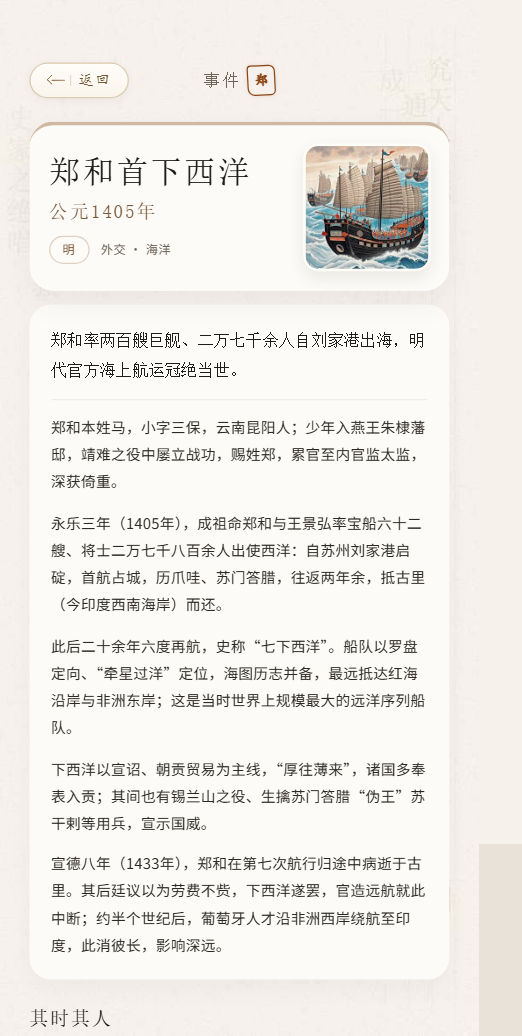 返回
事件 郑
郑和首下西洋
公元1405年
明 外交 · 海洋
郑和率两百艘巨舰、二万七千余人自刘家港出海，明
代官方海上航运冠绝当世。
郑和本姓马，小字三保，云南昆阳人；少年入燕王朱棣藩
邸，靖难之役中屡立战功，赐姓郑，累官至内官监太监，
深获倚重。
永乐三年（1405年），成祖命郑和与王景弘率宝船六十二
艘、将士二万七千八百余人出使西洋：自苏州刘家港启
碇，首航占城，历爪哇、苏门答腊，往返两年余，抵古里
（今印度西南海岸）而还。
此后二十余年六度再航，史称“七下西洋”。船队以罗盘
定向、“牵星过洋”定位，海图历志并备，最远抵达红海
沿岸与非洲东岸；这是当时世界上规模最大的远洋序列船
队。
下西洋以宣诏、朝贡贸易为主线，“厚往薄来”，诸国多奉
表入贡；其间也有锡兰山之役、生擒苏门答腊“伪王”苏
干剌等用兵，宣示国威。
宣德八年（1433年），郑和在第七次航行归途中病逝于古
里。其后廷议以为劳费不赀，下西洋遂罢，官造远航就此
中断；约半个世纪后，葡萄牙人才沿非洲西岸绕航至印
度，此消彼长，影响深远。
其时其人